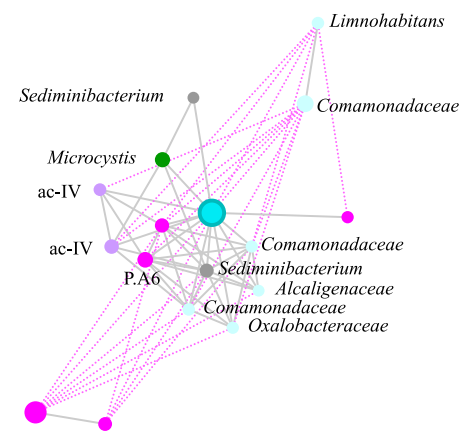 Limnohabitans
Sediminibacterium
Comamonadaceae
Microcystis
ac-IV
ac-IV
Comamonadaceae
Sediminibacterium
P.A6
Alcaligenaceae
Comamonadaceae
Oxalobacteraceae